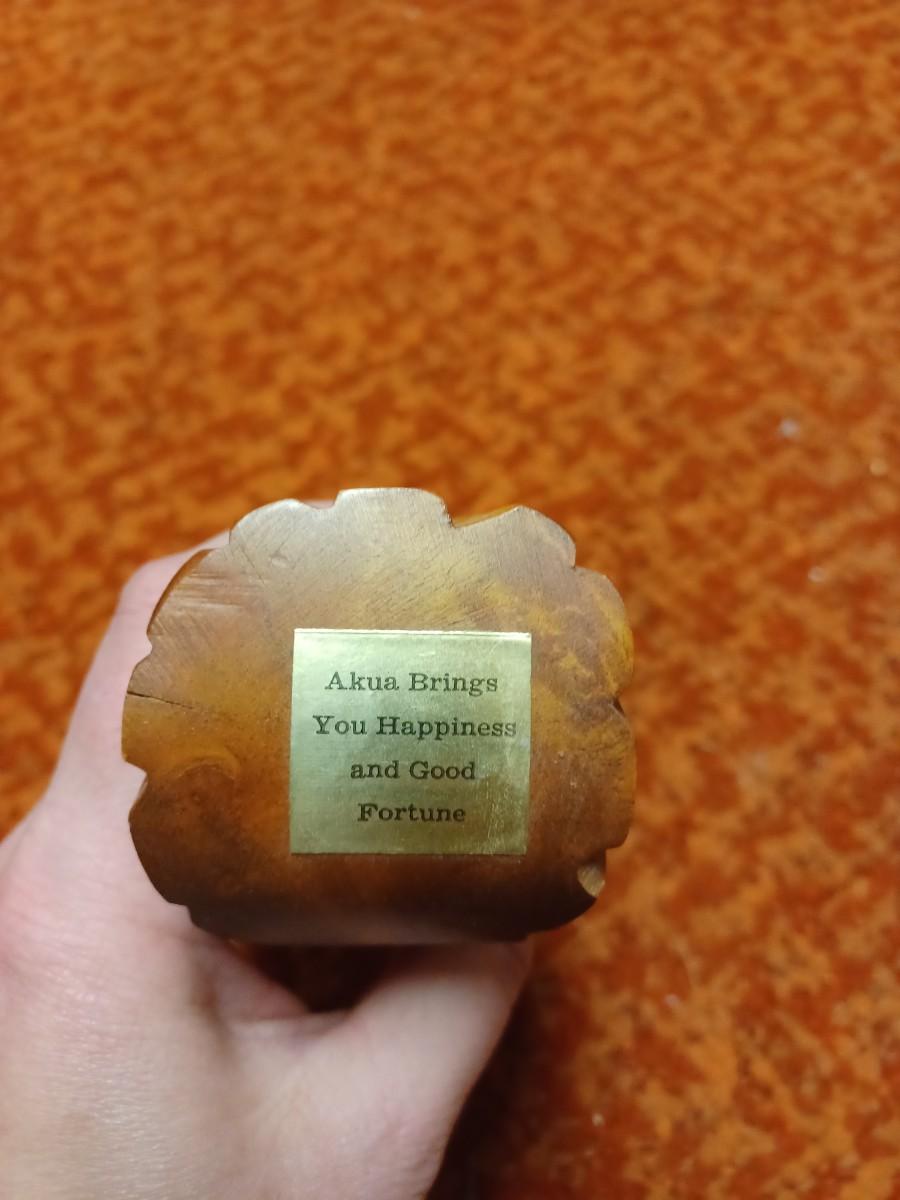 Akua Brings
You Happiness
and Good
Fortune